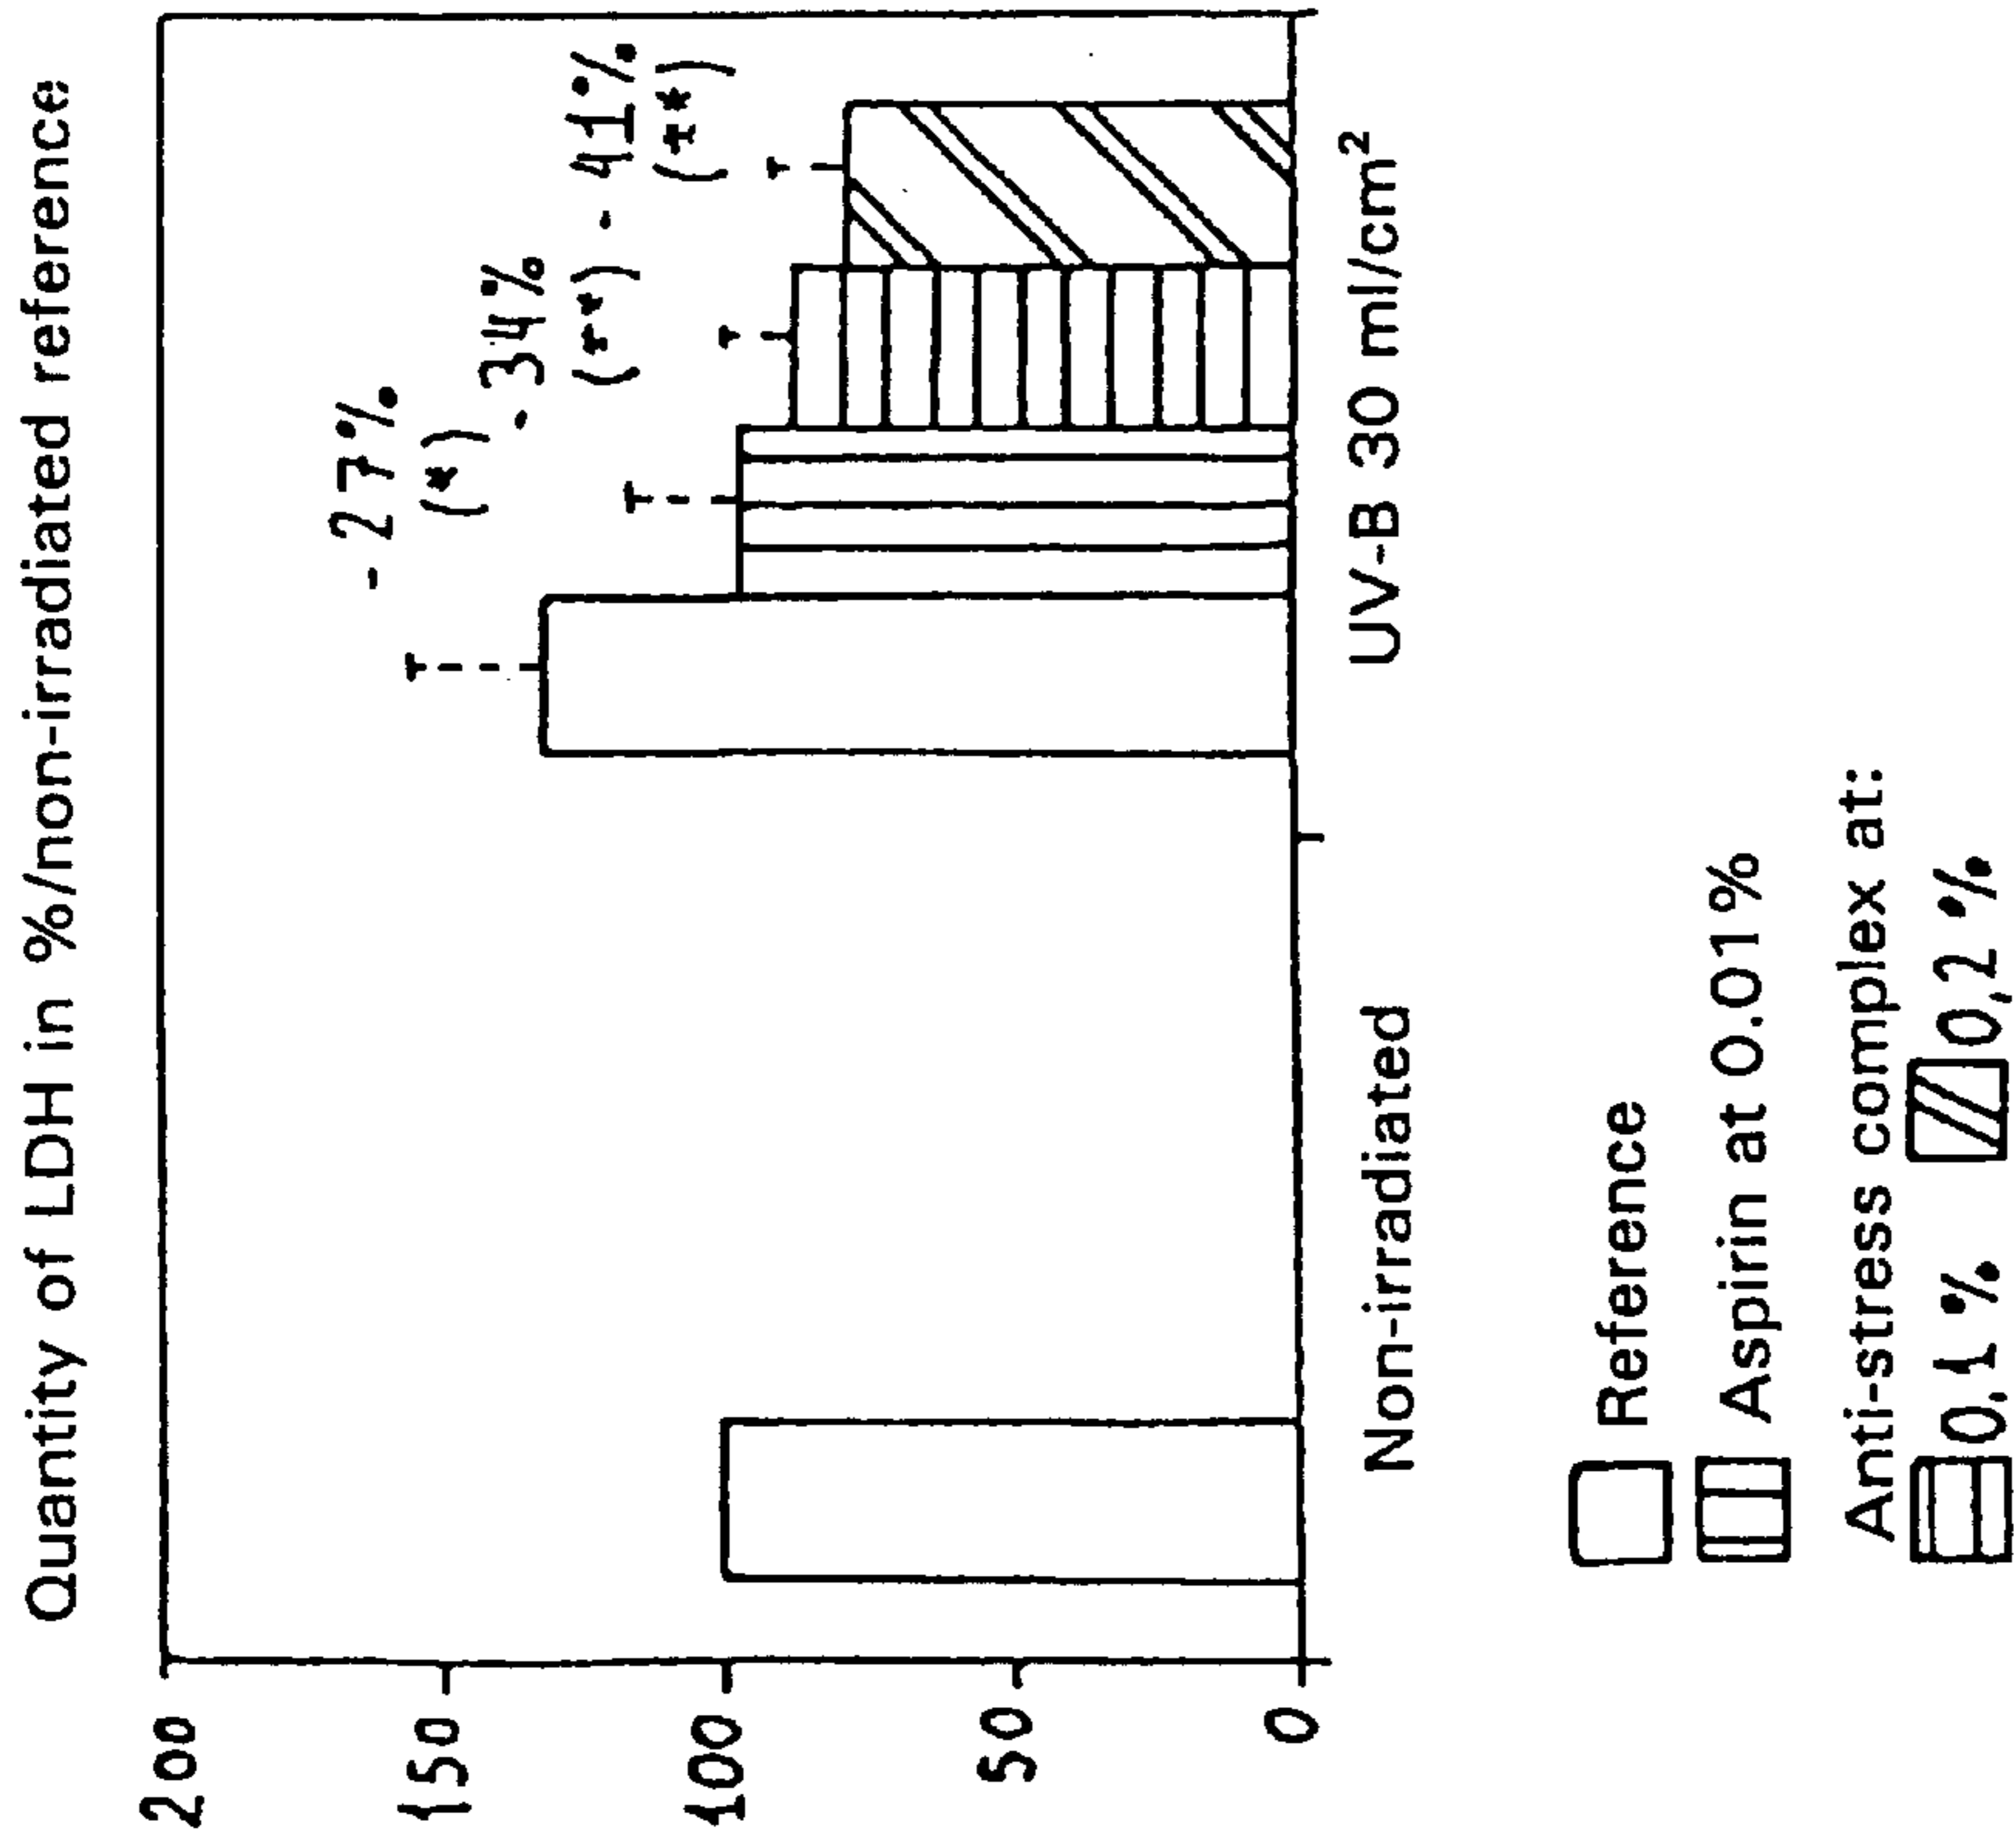 Quantity of LDH in %/non-irradiated reference
200
150
100
50
0
- 27%
(*)
- 34%
(**)
- 41%
(**)
Non-irradiated
UV-B 30 ml/cm²
Reference
Aspirin at 0.01%
Anti-stress complex at:
0,1 % 0,2 %